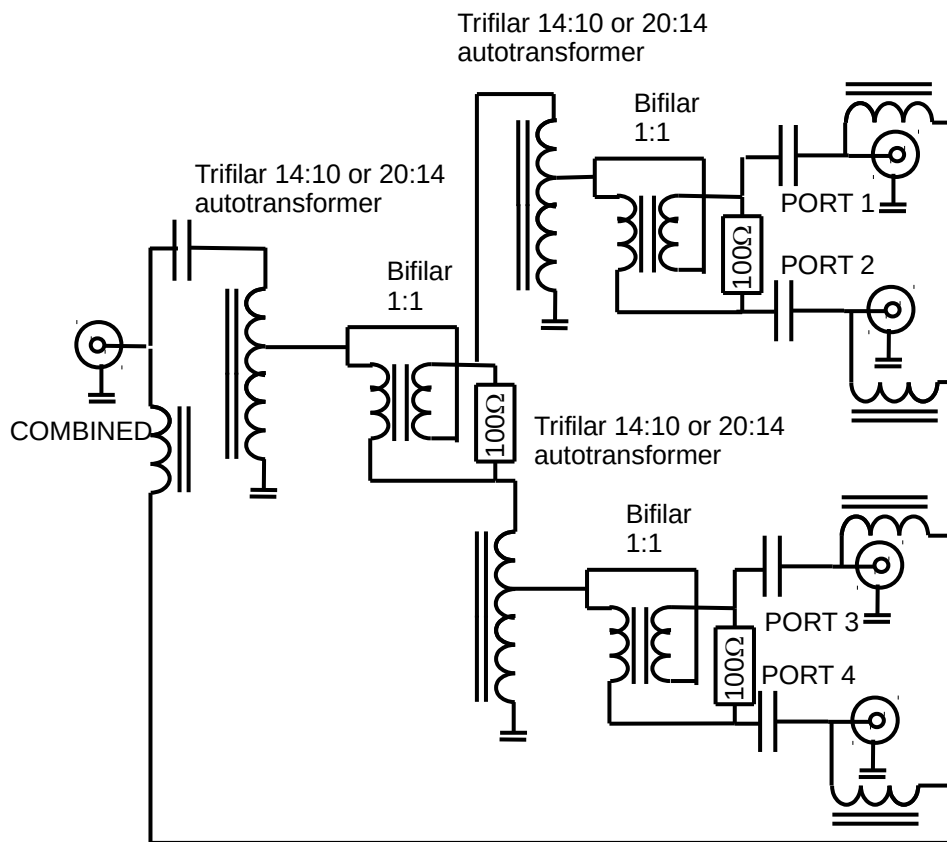 Trifilar 14:10 or 20:14
autotransformer
Bifilar
1:1
Trifilar 14:10 or 20:14
autotransformer
PORT 1
100Ω
PORT 2
Bifilar
1:1
COMBINED
100Ω
Trifilar 14:10 or 20:14
autotransformer
Bifilar
1:1
PORT 3
100Ω
PORT 4